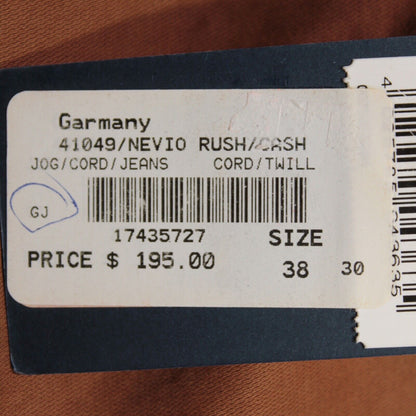 Garmany
41049/NEVIO RUSH/CASH
JOG/CORD/JEANS CORD/TWILL
GJ
17435727 SIZE
PRICE $ 195.00 38 30